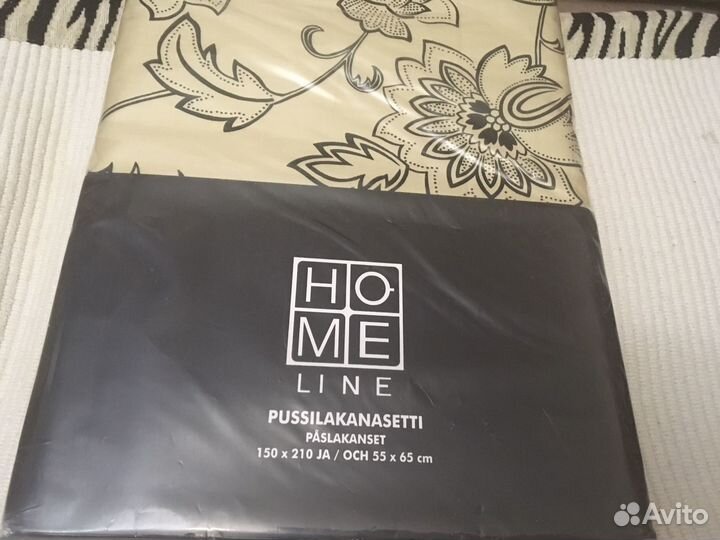 HO
ME
LINE
PUSSILAKANASETTI
PÅSLAKANSET
150 x 210 JA / OCH 55 x 65 cm
Avito